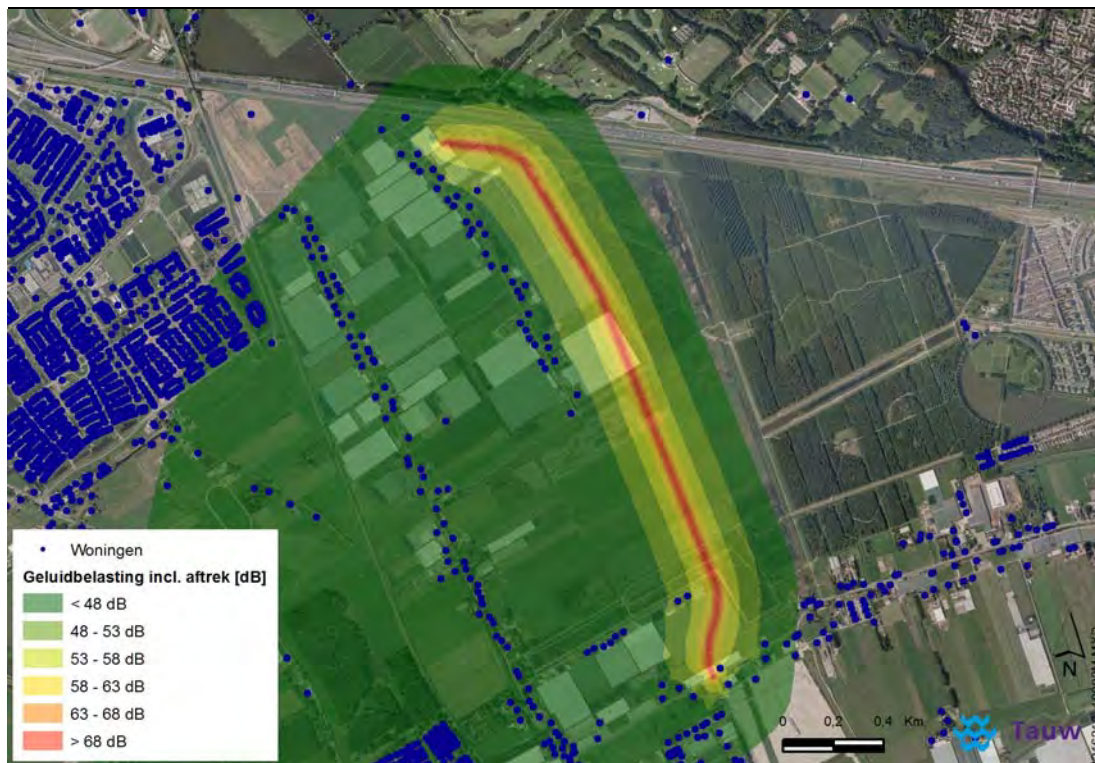 Woningen
Geluidbelasting incl. aftrek [dB]
< 48 dB
48 - 53 dB
53 - 58 dB
58 - 63 dB
63 - 68 dB
> 68 dB
N
0 0,2 0,4 Km
Tauw